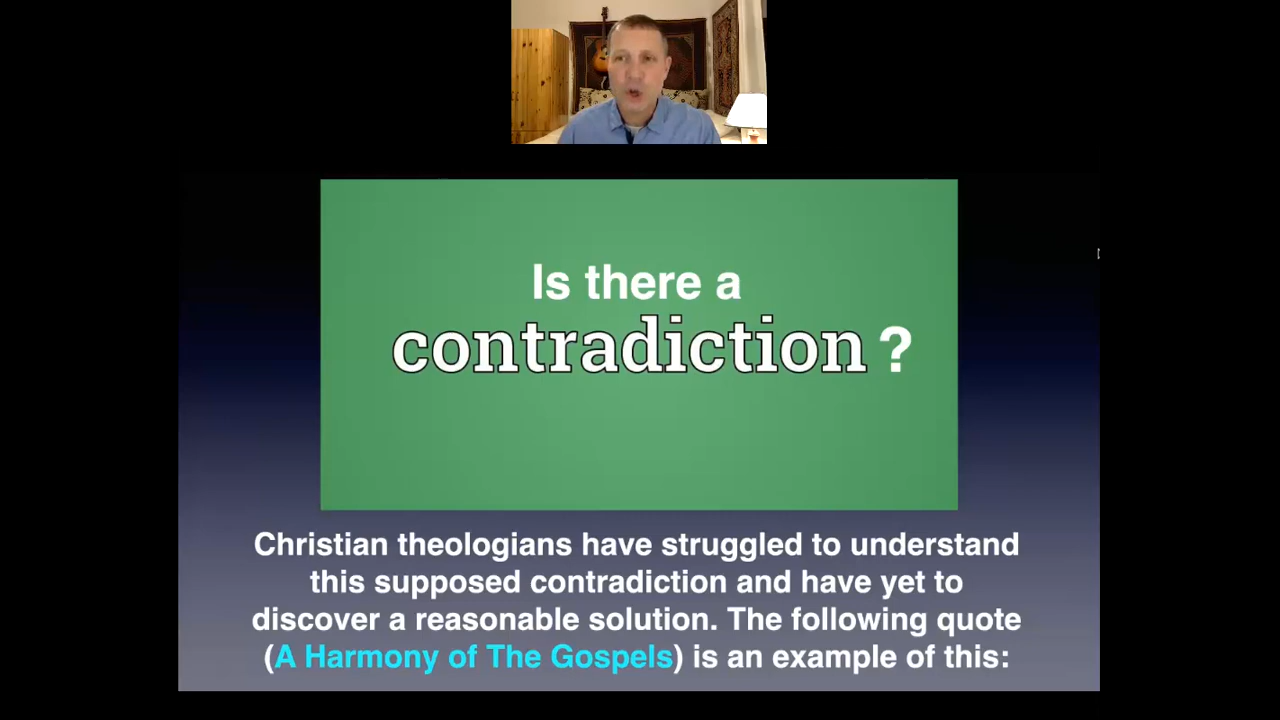 Is there a
contradiction ?
Christian theologians have struggled to understand
this supposed contradiction and have yet to
discover a reasonable solution. The following quote
(A Harmony of The Gospels) is an example of this: